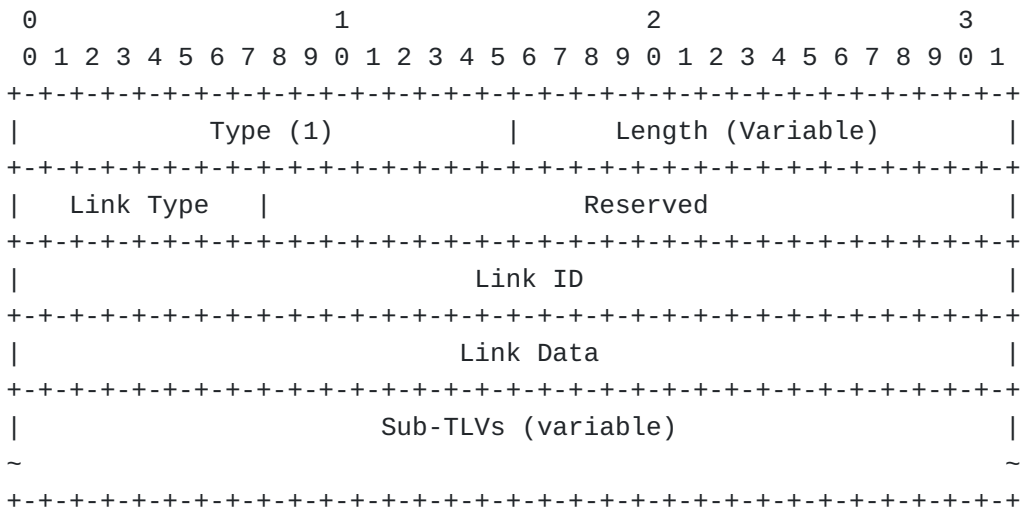 0                   1                   2                   3
 0 1 2 3 4 5 6 7 8 9 0 1 2 3 4 5 6 7 8 9 0 1 2 3 4 5 6 7 8 9 0 1
+-+-+-+-+-+-+-+-+-+-+-+-+-+-+-+-+-+-+-+-+-+-+-+-+-+-+-+-+-+-+-+-+
|            Type (1)           |      Length (Variable)        |
+-+-+-+-+-+-+-+-+-+-+-+-+-+-+-+-+-+-+-+-+-+-+-+-+-+-+-+-+-+-+-+-+
|   Link Type   |                    Reserved                   |
+-+-+-+-+-+-+-+-+-+-+-+-+-+-+-+-+-+-+-+-+-+-+-+-+-+-+-+-+-+-+-+-+
|                             Link ID                           |
+-+-+-+-+-+-+-+-+-+-+-+-+-+-+-+-+-+-+-+-+-+-+-+-+-+-+-+-+-+-+-+-+
|                            Link Data                          |
+-+-+-+-+-+-+-+-+-+-+-+-+-+-+-+-+-+-+-+-+-+-+-+-+-+-+-+-+-+-+-+-+
|                       Sub-TLVs (variable)                     |
~                                                               ~
+-+-+-+-+-+-+-+-+-+-+-+-+-+-+-+-+-+-+-+-+-+-+-+-+-+-+-+-+-+-+-+-+